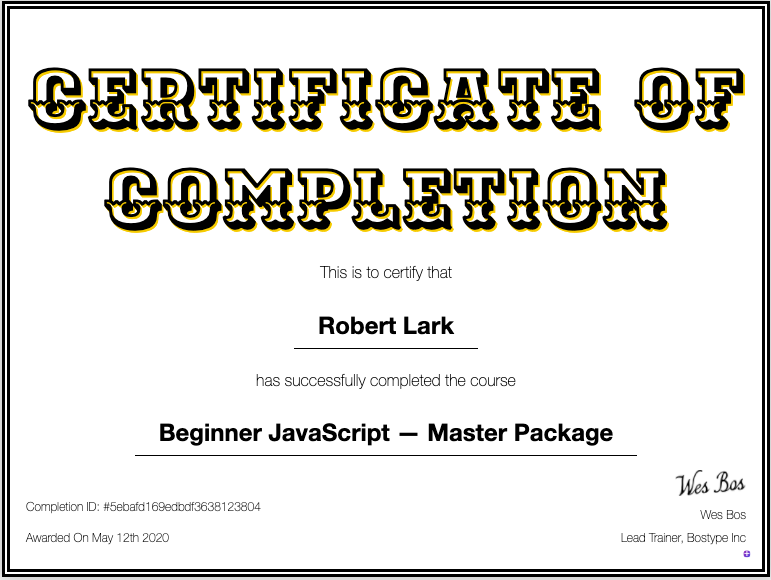 CERTIFICATE OF
COMPLETION
This is to certify that
Robert Lark
has successfully completed the course
Beginner JavaScript — Master Package
Wes Bos
Completion ID: #5ebafd169edbdf3638123804
Wes Bos
Awarded On May 12th 2020
Lead Trainer, Bostype Inc